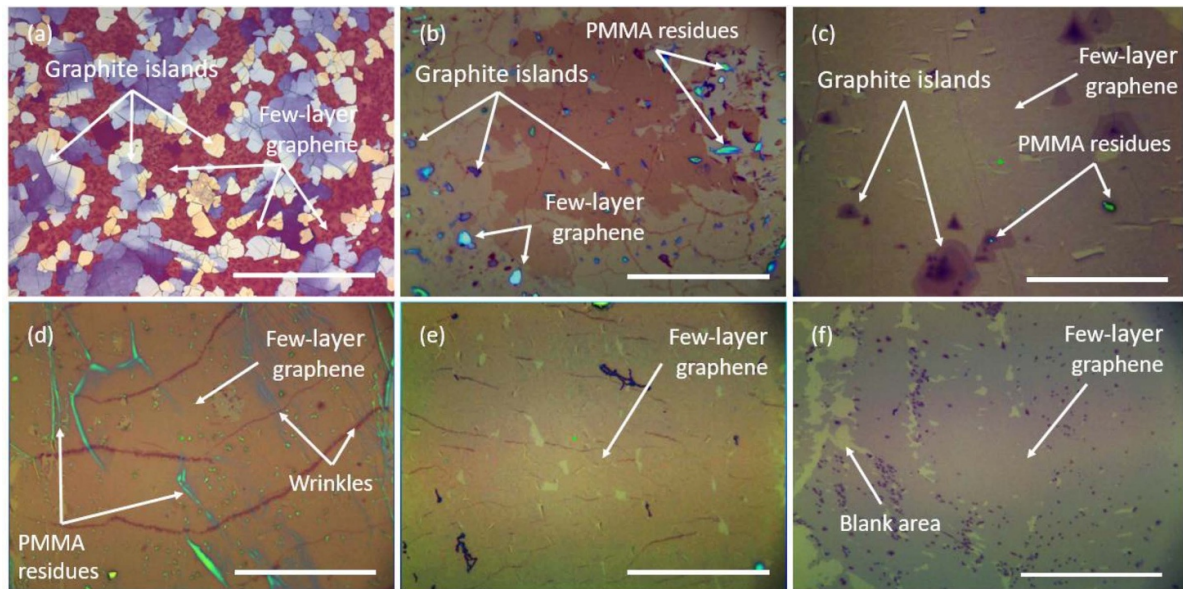 (a)
Graphite islands
Few-layer
graphene
(b)
PMMA residues
Graphite islands
Few-layer
graphene
(c)
Few-layer
graphene
Graphite islands
PMMA residues
(d)
Few-layer
graphene
Wrinkles
PMMA
residues
(e)
Few-layer
graphene
(f)
Few-layer
graphene
Blank area